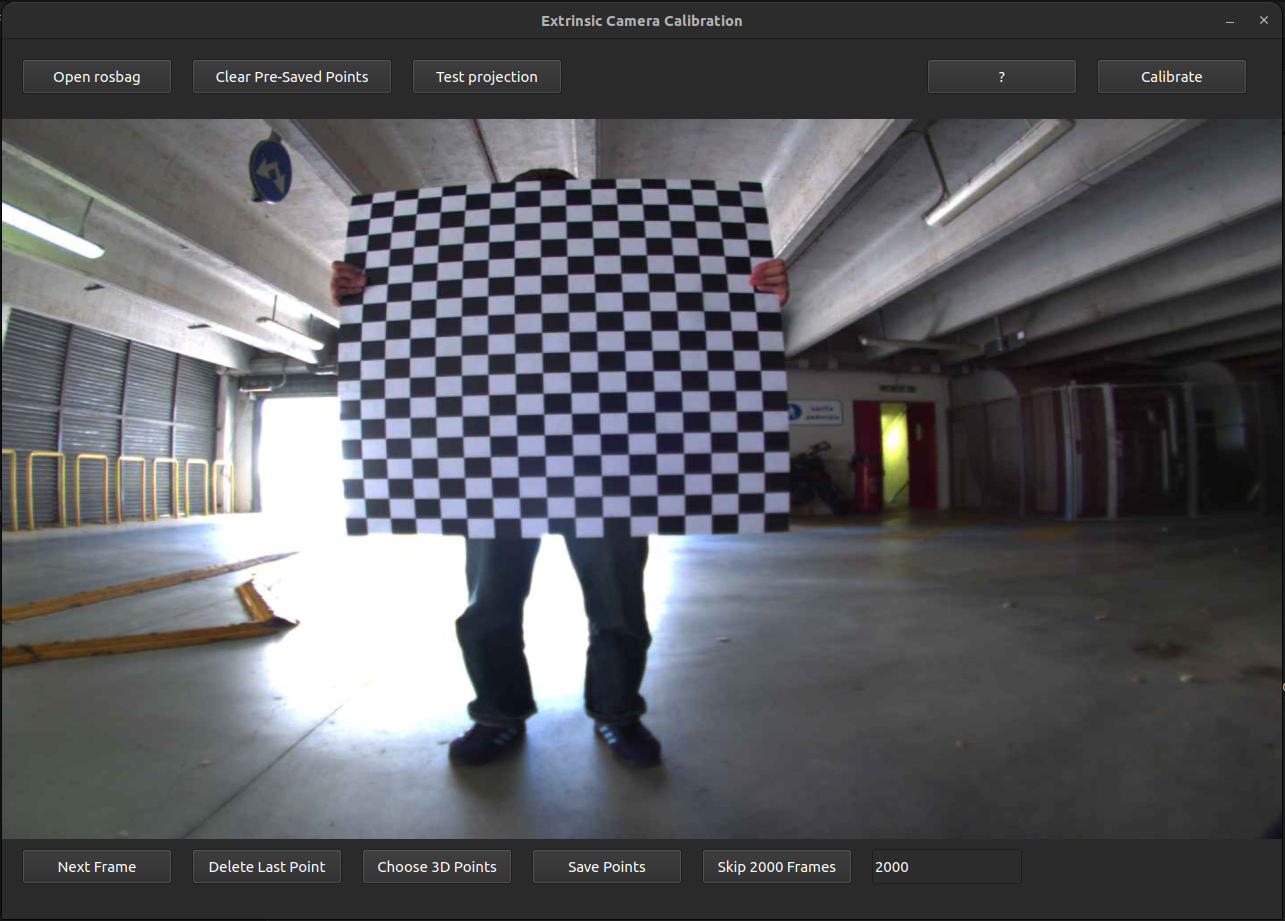 Extrinsic Camera Calibration
Open rosbag
Clear Pre-Saved Points
Test projection
?
Calibrate
Next Frame
Delete Last Point
Choose 3D Points
Save Points
Skip 2000 Frames
2000